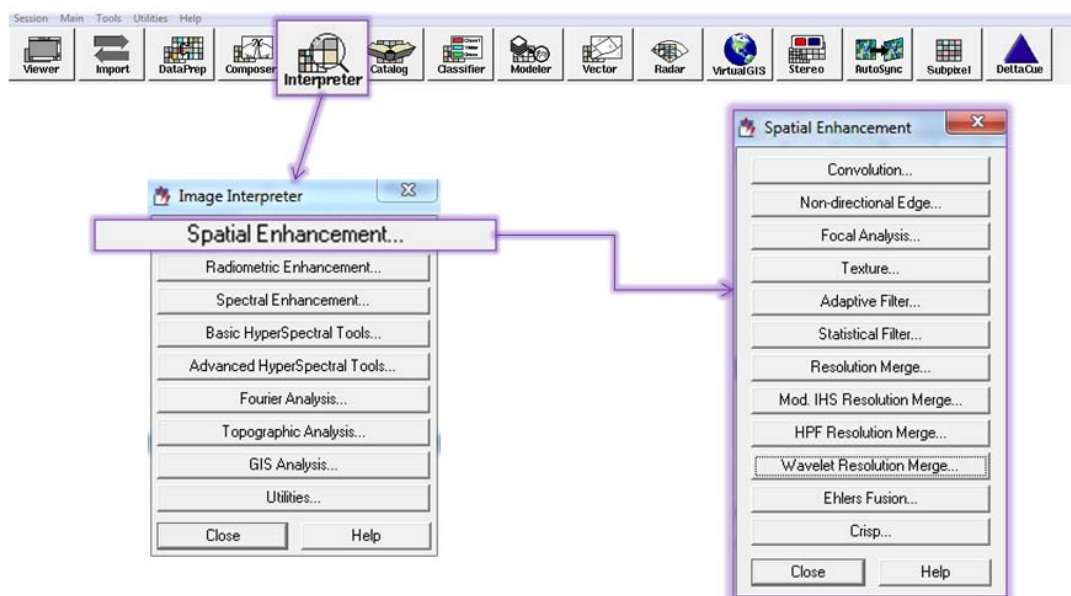 Session Main Tools Utilities Help
Viewer Import DataPrep Composer Interpreter Catalog Classifier Modeler Vector Radar VirtualGIS Stereo AutoSync Subpixel DeltaCue
Image Interpreter
Spatial Enhancement...
Radiometric Enhancement...
Spectral Enhancement...
Basic HyperSpectral Tools...
Advanced HyperSpectral Tools...
Fourier Analysis...
Topographic Analysis...
GIS Analysis...
Utilities...
Close Help
Spatial Enhancement
Convolution...
Non-directional Edge...
Focal Analysis...
Texture...
Adaptive Filter...
Statistical Filter...
Resolution Merge...
Mod. IHS Resolution Merge...
HPF Resolution Merge...
Wavelet Resolution Merge...
Ehlers Fusion...
Crisp...
Close Help